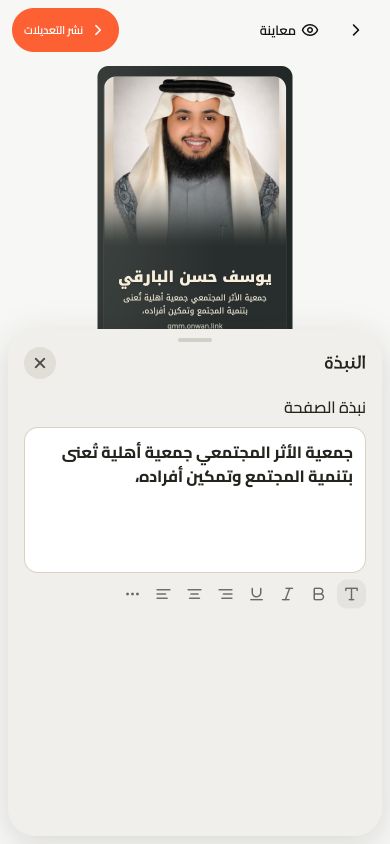 معاينة
نشر التعديلات
يوسف حسن البارقي
جمعية الأثر المجتمعي جمعية أهلية تُعنى
بتنمية المجتمع وتمكين أفراده،
qmm.onwan.link
النبذة
نبذة الصفحة
جمعية الأثر المجتمعي جمعية أهلية تُعنى
بتنمية المجتمع وتمكين أفراده،
T B I U